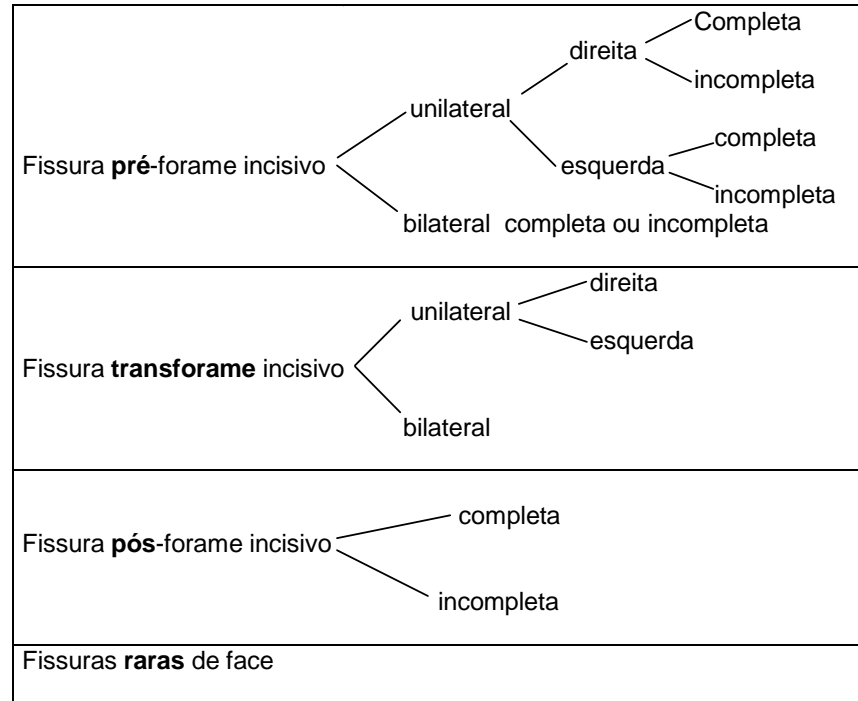 Completa
direita
incompleta
unilateral
completa
Fissura pré-forame incisivo
esquerda
incompleta
bilateral completa ou incompleta
direita
unilateral
esquerda
Fissura transforame incisivo
bilateral
completa
Fissura pós-forame incisivo
incompleta
Fissuras raras de face